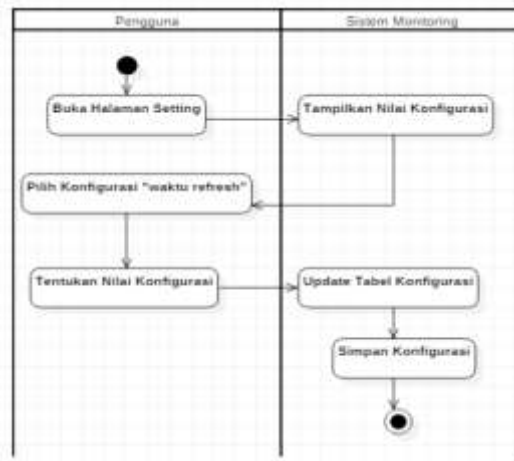 Pengguna
Sistem Monitoring
Buka Halaman Setting
Tampilkan Nilai Konfigurasi
Pilih Konfigurasi "waktu refresh"
Tentukan Nilai Konfigurasi
Update Tabel Konfigurasi
Simpan Konfigurasi